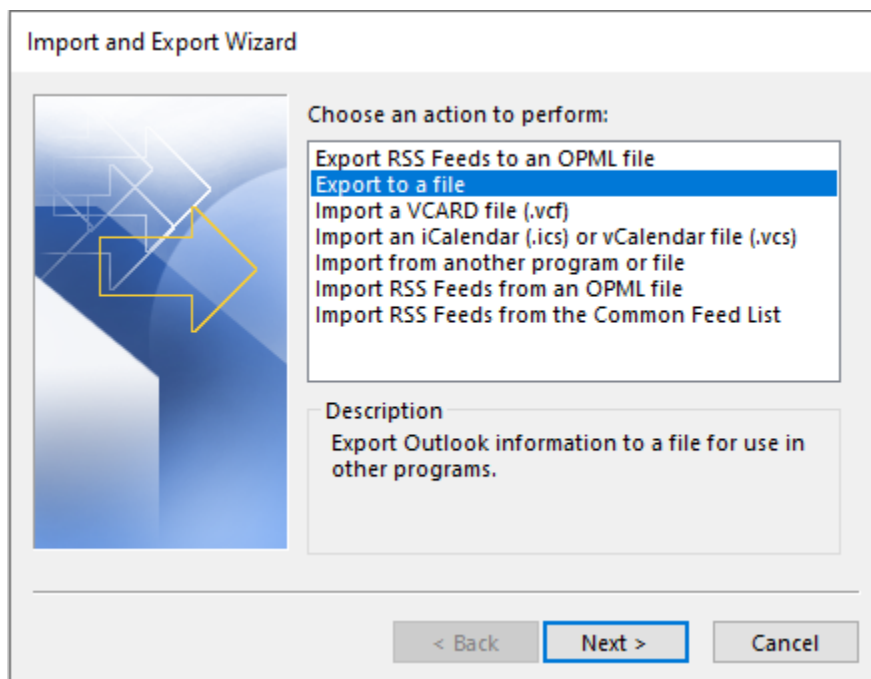 Import and Export Wizard
Choose an action to perform:
Export RSS Feeds to an OPML file
Export to a file
Import a VCARD file (.vcf)
Import an iCalendar (.ics) or vCalendar file (.vcs)
Import from another program or file
Import RSS Feeds from an OPML file
Import RSS Feeds from the Common Feed List
Description
Export Outlook information to a file for use in
other programs.
< Back Next > Cancel